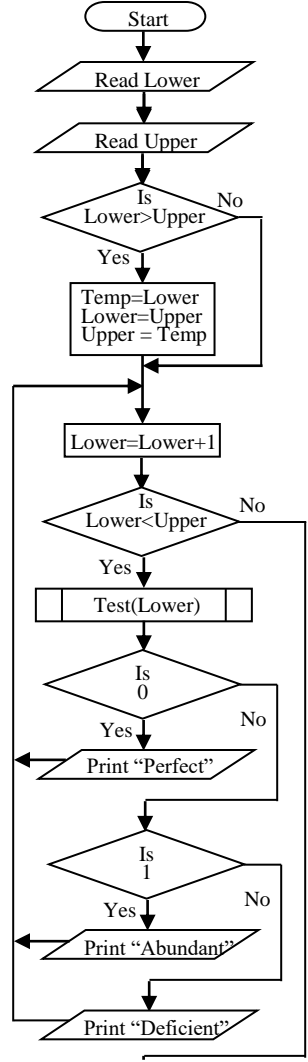 Start
Read Lower
Read Upper
Is
Lower>Upper
No
Yes
Temp=Lower
Lower=Upper
Upper = Temp
Lower=Lower+1
Is
Lower<Upper
No
Yes
Test(Lower)
Is
0
No
Yes
Print “Perfect”
Is
1
No
Yes
Print “Abundant”
Print “Deficient”